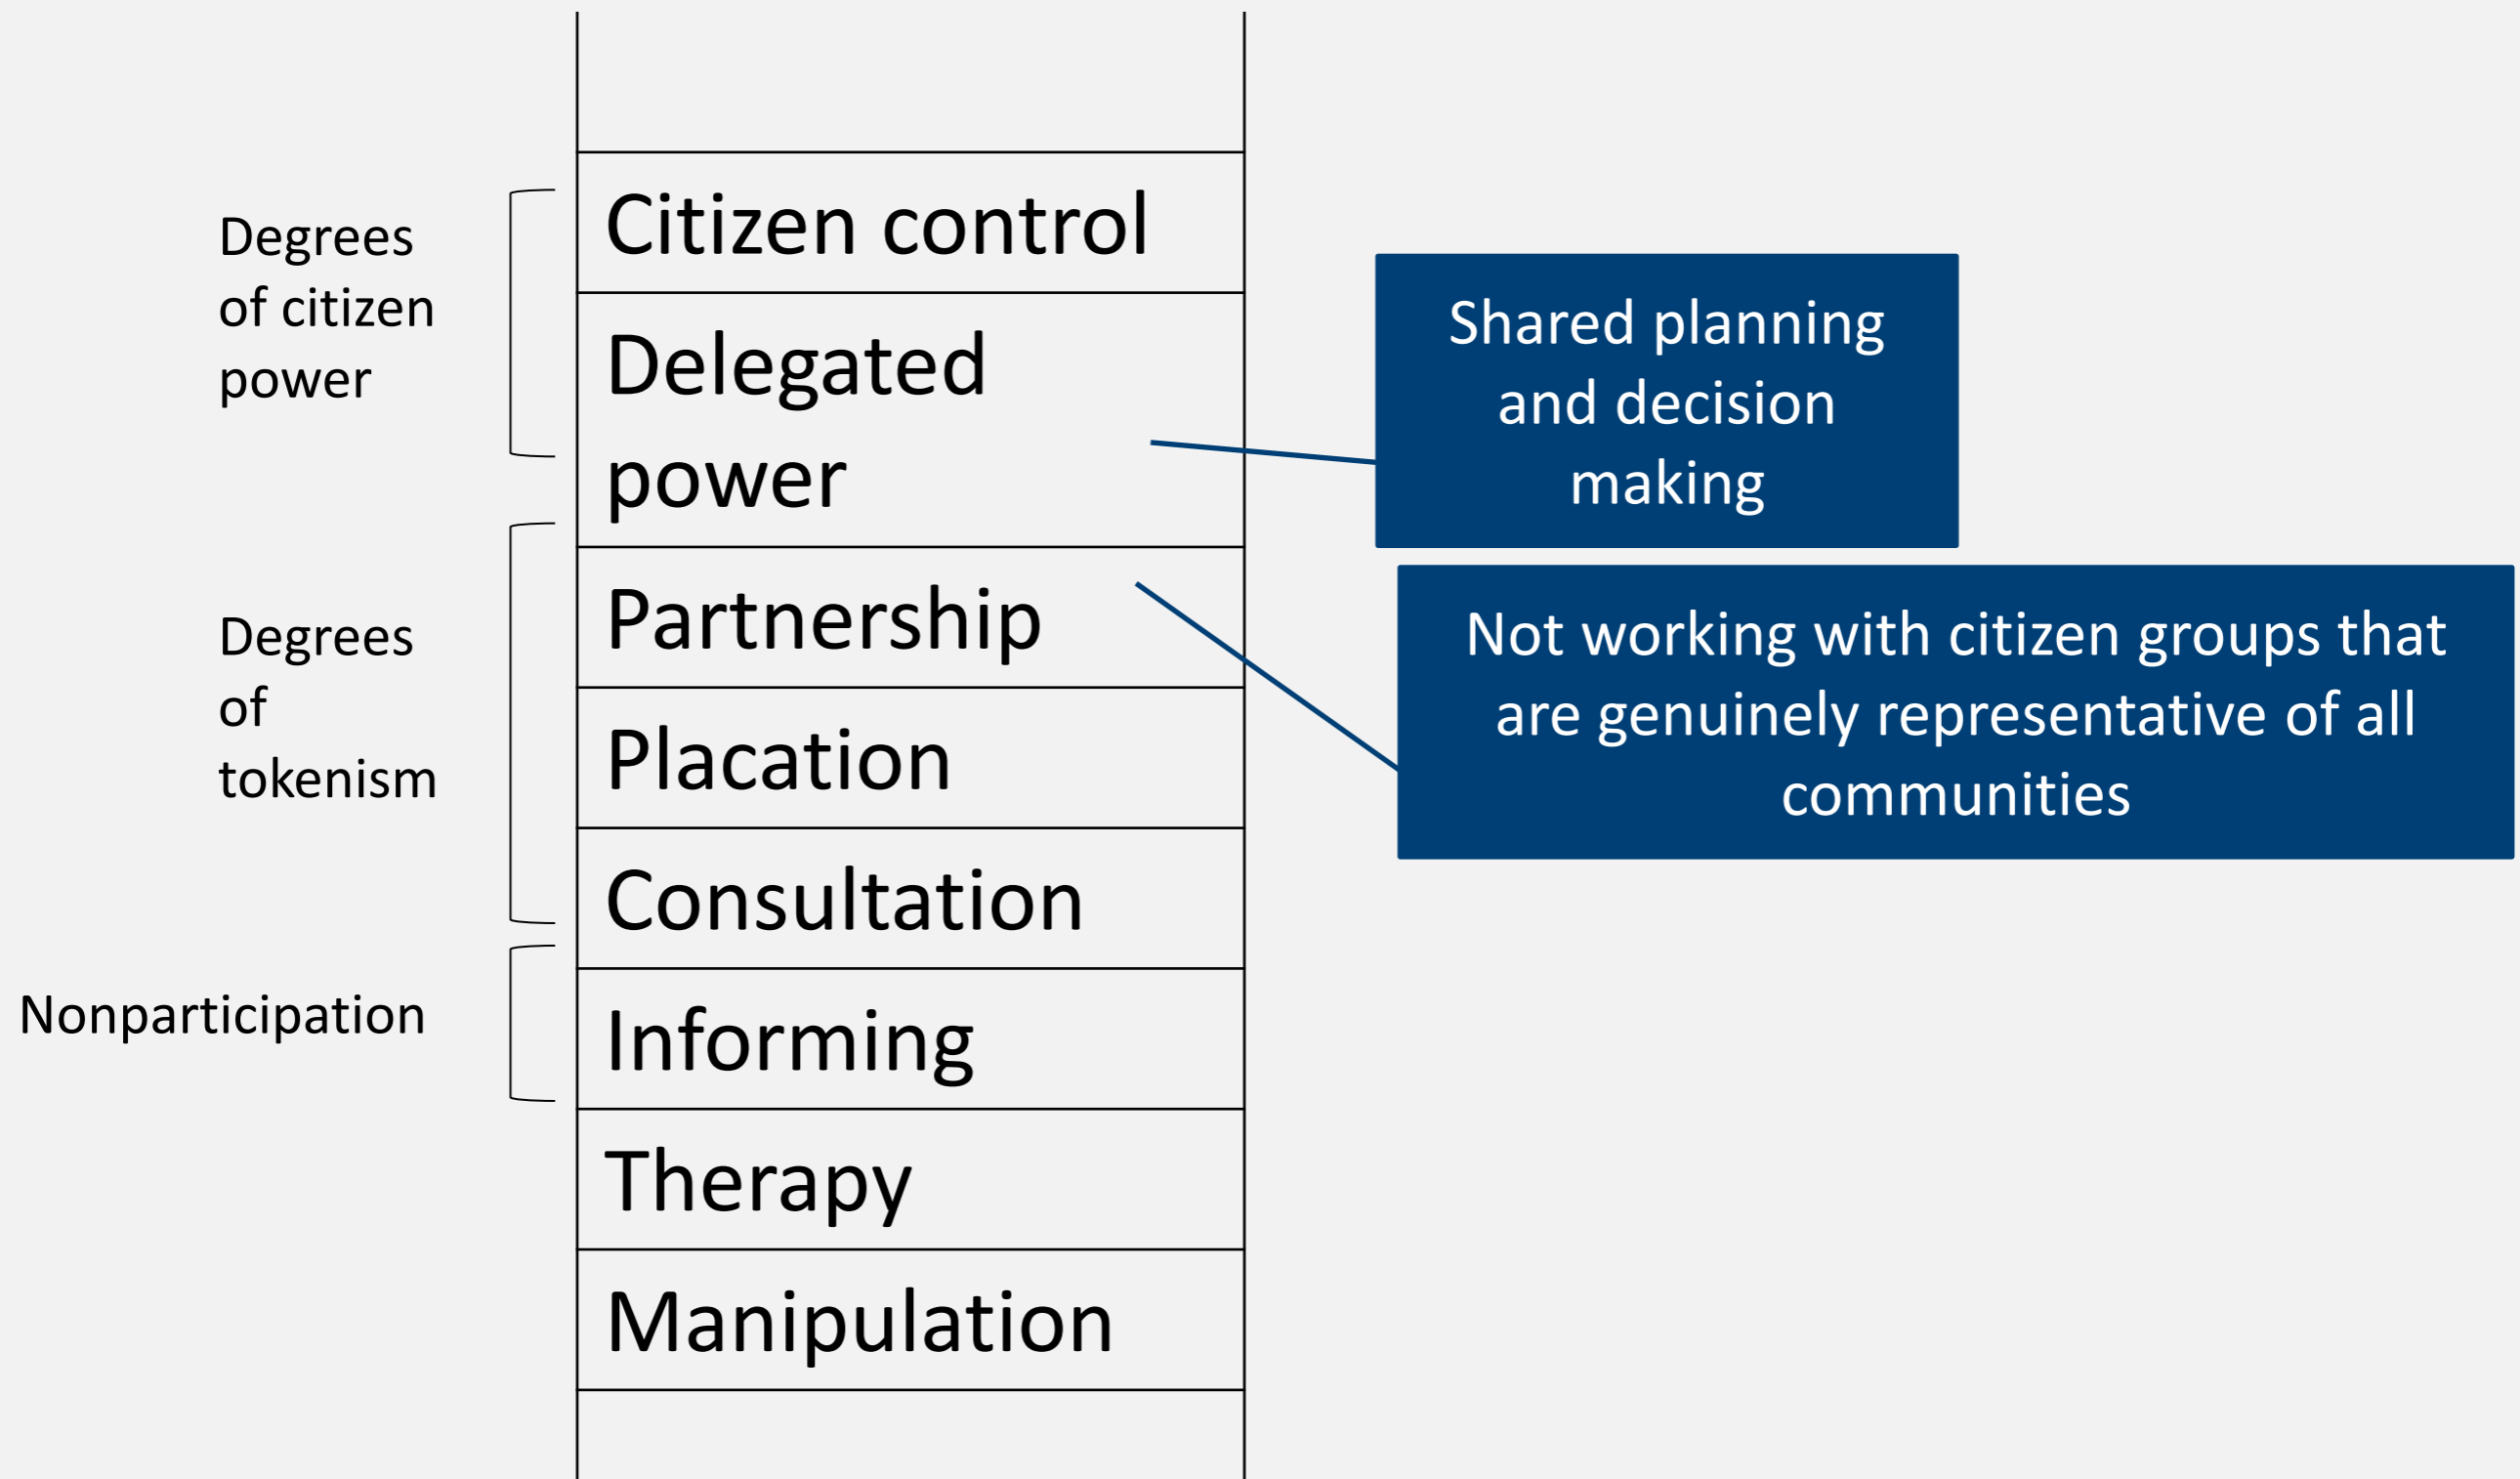 Degrees
of citizen
power
Degrees
of
tokenism
Nonparticipation
Citizen control
Delegated
power
Partnership
Placation
Consultation
Informing
Therapy
Manipulation
Shared planning
and decision
making
Not working with citizen groups that
are genuinely representative of all
communities